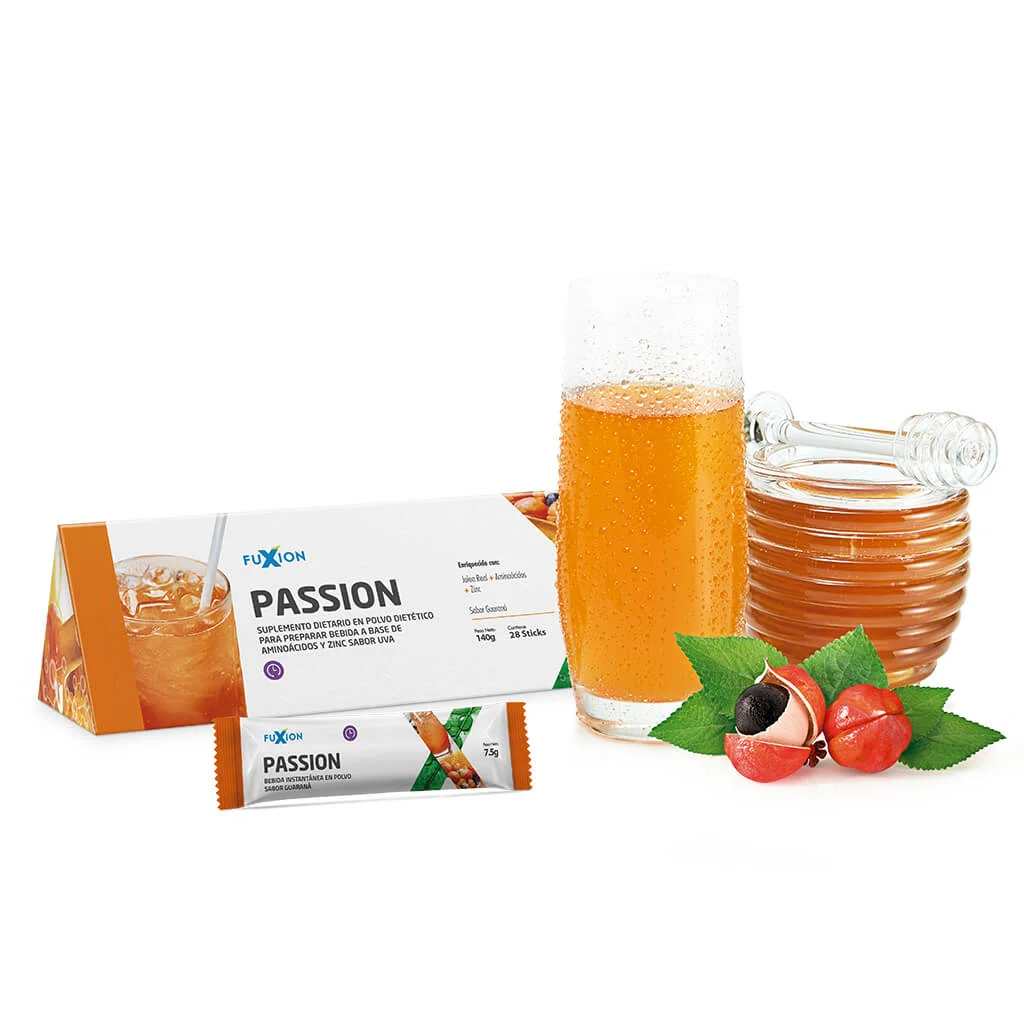 FUXION
PASSION
SUPLEMENTO DIETARIO EN POLVO DIETÉTICO
PARA PREPARAR BEBIDA A BASE DE
AMINOÁCIDOS Y ZINC SABOR UVA
Enriquecido con:
Jalea Real + Aminoácidos
+ Zinc
Sabor Guaraná
Peso Neto
140g
Contiene
28 Sticks
FUXION
PASSION
BEBIDA INSTANTÁNEA EN POLVO
SABOR GUARANÁ
Peso Neto
7.5g